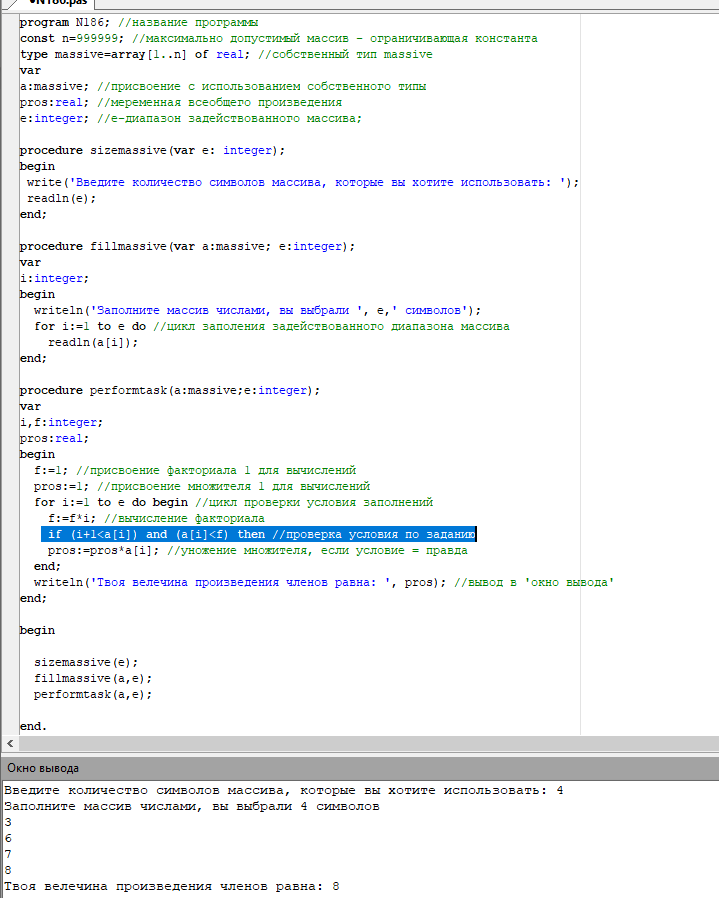 •N186.pas
program N186; //название программы
const n=999999; //максимально допустимый массив - ограничивающая константа
type massive=array[1..n] of real; //собственный тип massive
var
a:massive; //присвоение с использованием собственного типы
pros:real; //меременная всеобщего произведения
e:integer; //е-диапазон задействованного массива;
procedure sizemassive(var e: integer);
begin
write('Введите количество символов массива, которые вы хотите использовать: ');
readln(e);
end;
procedure fillmassive(var a:massive; e:integer);
var
i:integer;
begin
writeln('Заполните массив числами, вы выбрали ', e,' символов');
for i:=1 to e do //цикл заполения задействованного диапазона массива
readln(a[i]);
end;
procedure performtask(a:massive;e:integer);
var
i,f:integer;
pros:real;
begin
f:=1; //присвоение факториала 1 для вычислений
pros:=1; //присвоение множителя 1 для вычислений
for i:=1 to e do begin //цикл проверки условия заполнений
f:=f*i; //вычисление факториала
if (i+1<a[i]) and (a[i]<f) then //проверка условия по заданию
pros:=pros*a[i]; //уножение множителя, если условие = правда
end;
writeln('Твоя велечина произведения членов равна: ', pros); //вывод в 'окно вывода'
end;
begin
sizemassive(e);
fillmassive(a,e);
performtask(a,e);
end.
Окно вывода
Введите количество символов массива, которые вы хотите использовать: 4
Заполните массив числами, вы выбрали 4 символов
3
6
7
8
Твоя велечина произведения членов равна: 8